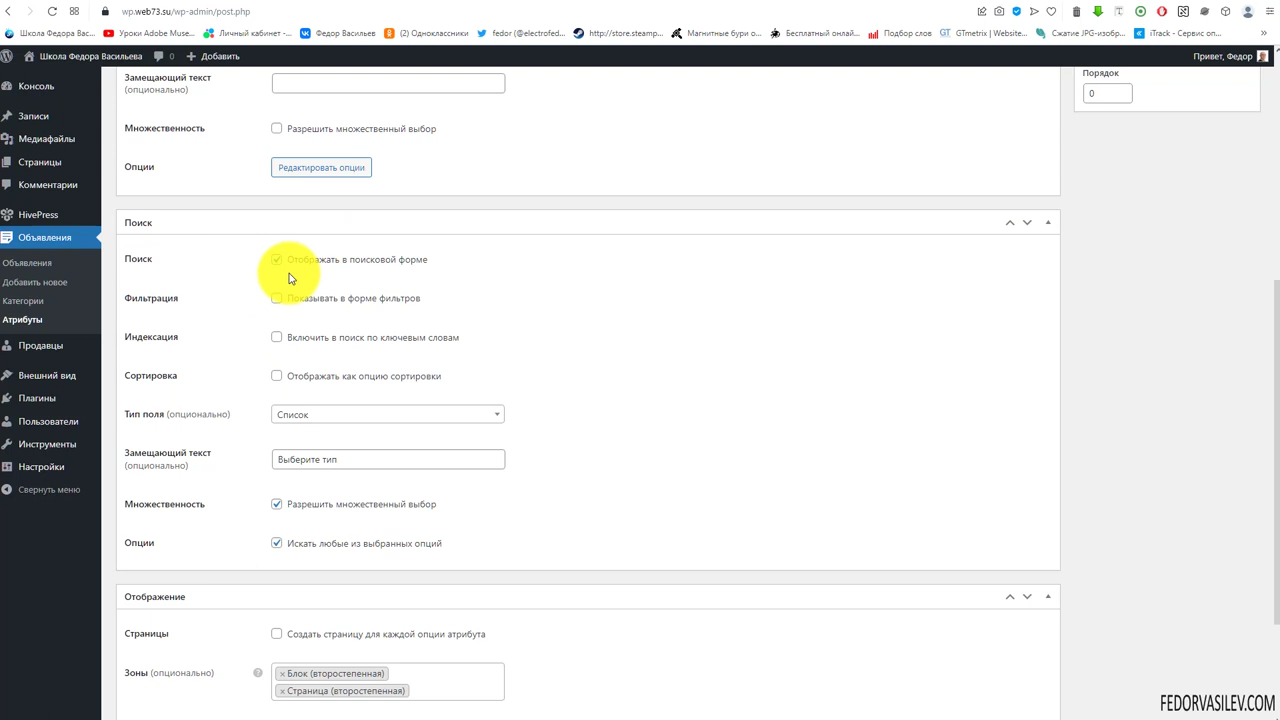 wp.web73.su/wp-admin/post.php
Школа Федора Вас...
Уроки Adobe Muse...
Личный кабинет -...
Федор Васильев
(2) Одноклассники
fedor (@electrofed...
http://store.steamp...
Магнитные бури о...
Бесплатный онлай...
Подбор слов
GTmetrix | Website...
Сжатие JPG-изобр...
iTrack - Сервис оп...
»
Школа Федора Васильева
0
Добавить
Привет, Федор
Консоль
Записи
Медиафайлы
Страницы
Комментарии
HivePress
Объявления
Объявления
Добавить новое
Категории
Атрибуты
Продавцы
Внешний вид
Плагины
Пользователи
Инструменты
Настройки
Свернуть меню
Замещающий текст
(опционально)
Множественность
Разрешить множественный выбор
Опции
Редактировать опции
Порядок
0
Поиск
Поиск
Отображать в поисковой форме
Фильтрация
Показывать в форме фильтров
Индексация
Включить в поиск по ключевым словам
Сортировка
Отображать как опцию сортировки
Тип поля (опционально)
Список
Замещающий текст
(опционально)
Выберите тип
Множественность
Разрешить множественный выбор
Опции
Искать любые из выбранных опций
Отображение
Страницы
Создать страницу для каждой опции атрибута
Зоны (опционально)
?
× Блок (второстепенная)
× Страница (второстепенная)
FEDORVASILEV.COM